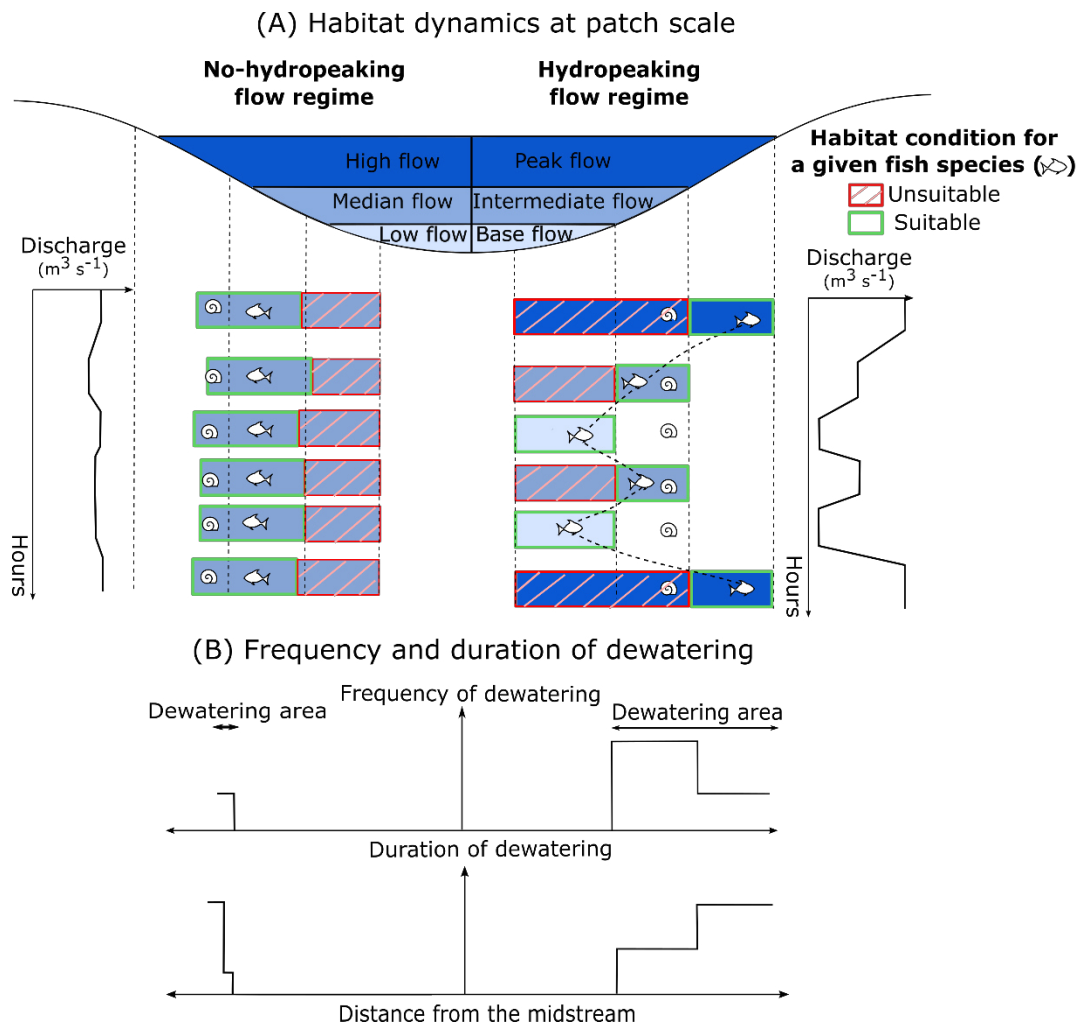 (A) Habitat dynamics at patch scale
No-hydropeaking
flow regime
Hydropeaking
flow regime
High flow
Peak flow
Median flow
Intermediate flow
Low flow
Base flow
Habitat condition for
a given fish species ( )
Unsuitable
Suitable
Discharge
(m³ s⁻¹)
Hours
Discharge
(m³ s⁻¹)
Hours
(B) Frequency and duration of dewatering
Frequency of dewatering
Dewatering area
Dewatering area
Duration of dewatering
Distance from the midstream